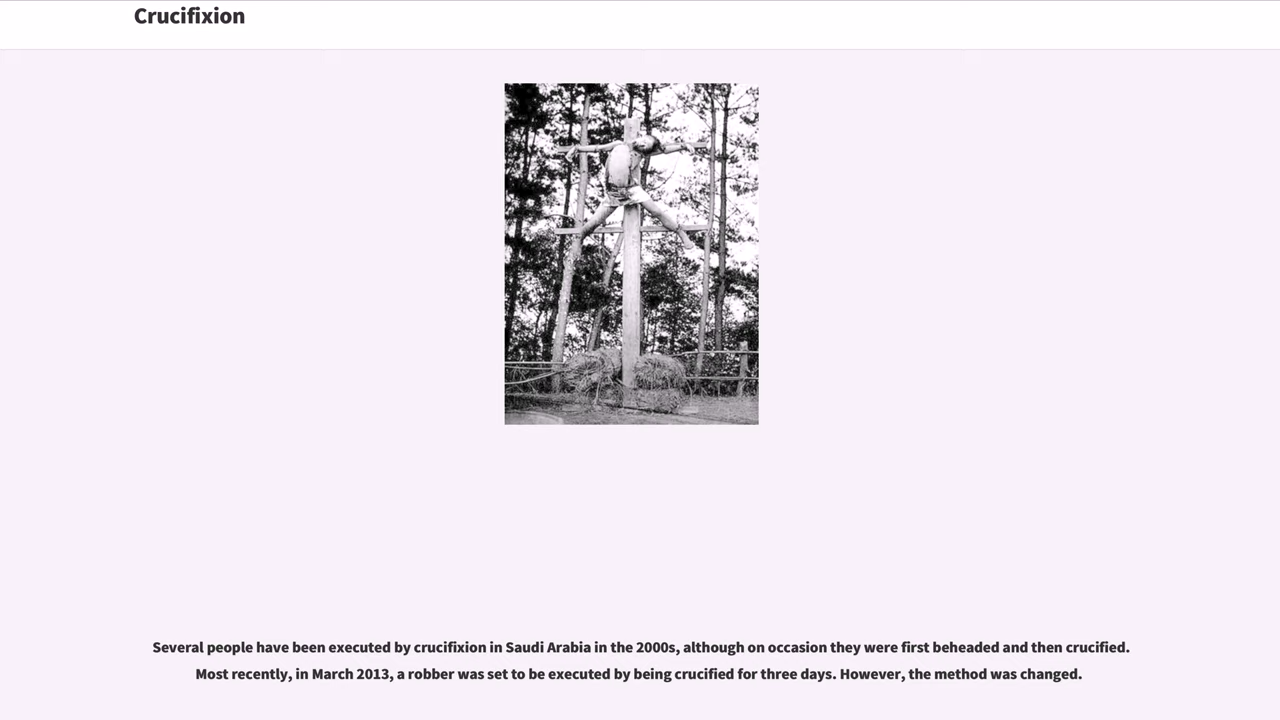 Crucifixion
Several people have been executed by crucifixion in Saudi Arabia in the 2000s, although on occasion they were first beheaded and then crucified.
Most recently, in March 2013, a robber was set to be executed by being crucified for three days. However, the method was changed.